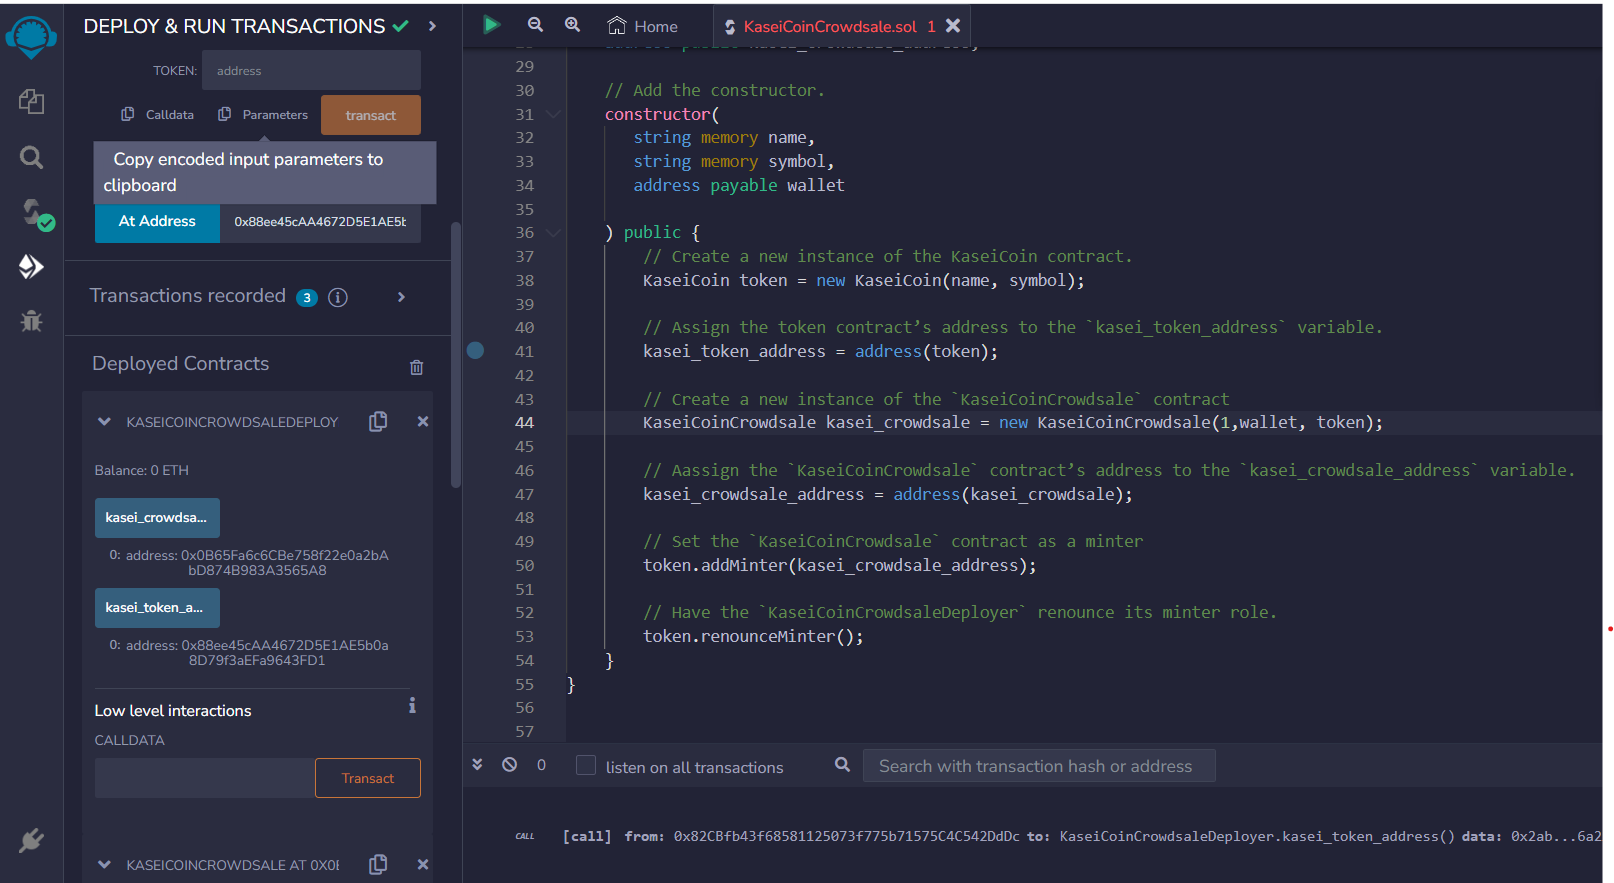 DEPLOY & RUN TRANSACTIONS
TOKEN: address
Calldata Parameters transact
Copy encoded input parameters to
clipboard
At Address 0x88ee45cAA4672D5E1AE5b
Transactions recorded 3
Deployed Contracts
KASEICOINCROWDSALEDEPLOY
Balance: 0 ETH
kasei_crowdsa...
0: address: 0x0B65Fa6c6CBe758f22e0a2bA
bD874B983A3565A8
kasei_token_a...
0: address: 0x88ee45cAA4672D5E1AE5b0a
8D79f3aEFa9643FD1
Low level interactions
CALLDATA
Transact
KASEICOINCROWDSALE AT 0X0
Home KaseiCoinCrowdsale.sol 1
29
30 // Add the constructor.
31 constructor(
32 string memory name,
33 string memory symbol,
34 address payable wallet
35
36 ) public {
37 // Create a new instance of the KaseiCoin contract.
38 KaseiCoin token = new KaseiCoin(name, symbol);
39
40 // Assign the token contract’s address to the `kasei_token_address` variable.
41 kasei_token_address = address(token);
42
43 // Create a new instance of the `KaseiCoinCrowdsale` contract
44 KaseiCoinCrowdsale kasei_crowdsale = new KaseiCoinCrowdsale(1,wallet, token);
45
46 // Aassign the `KaseiCoinCrowdsale` contract’s address to the `kasei_crowdsale_address` variable.
47 kasei_crowdsale_address = address(kasei_crowdsale);
48
49 // Set the `KaseiCoinCrowdsale` contract as a minter
50 token.addMinter(kasei_crowdsale_address);
51
52 // Have the `KaseiCoinCrowdsaleDeployer` renounce its minter role.
53 token.renounceMinter();
54 }
55 }
56
57
0 listen on all transactions Search with transaction hash or address
CALL [call] from: 0x82CBfb43f68581125073f775b71575C4C542DdDc to: KaseiCoinCrowdsaleDeployer.kasei_token_address() data: 0x2ab...6a2